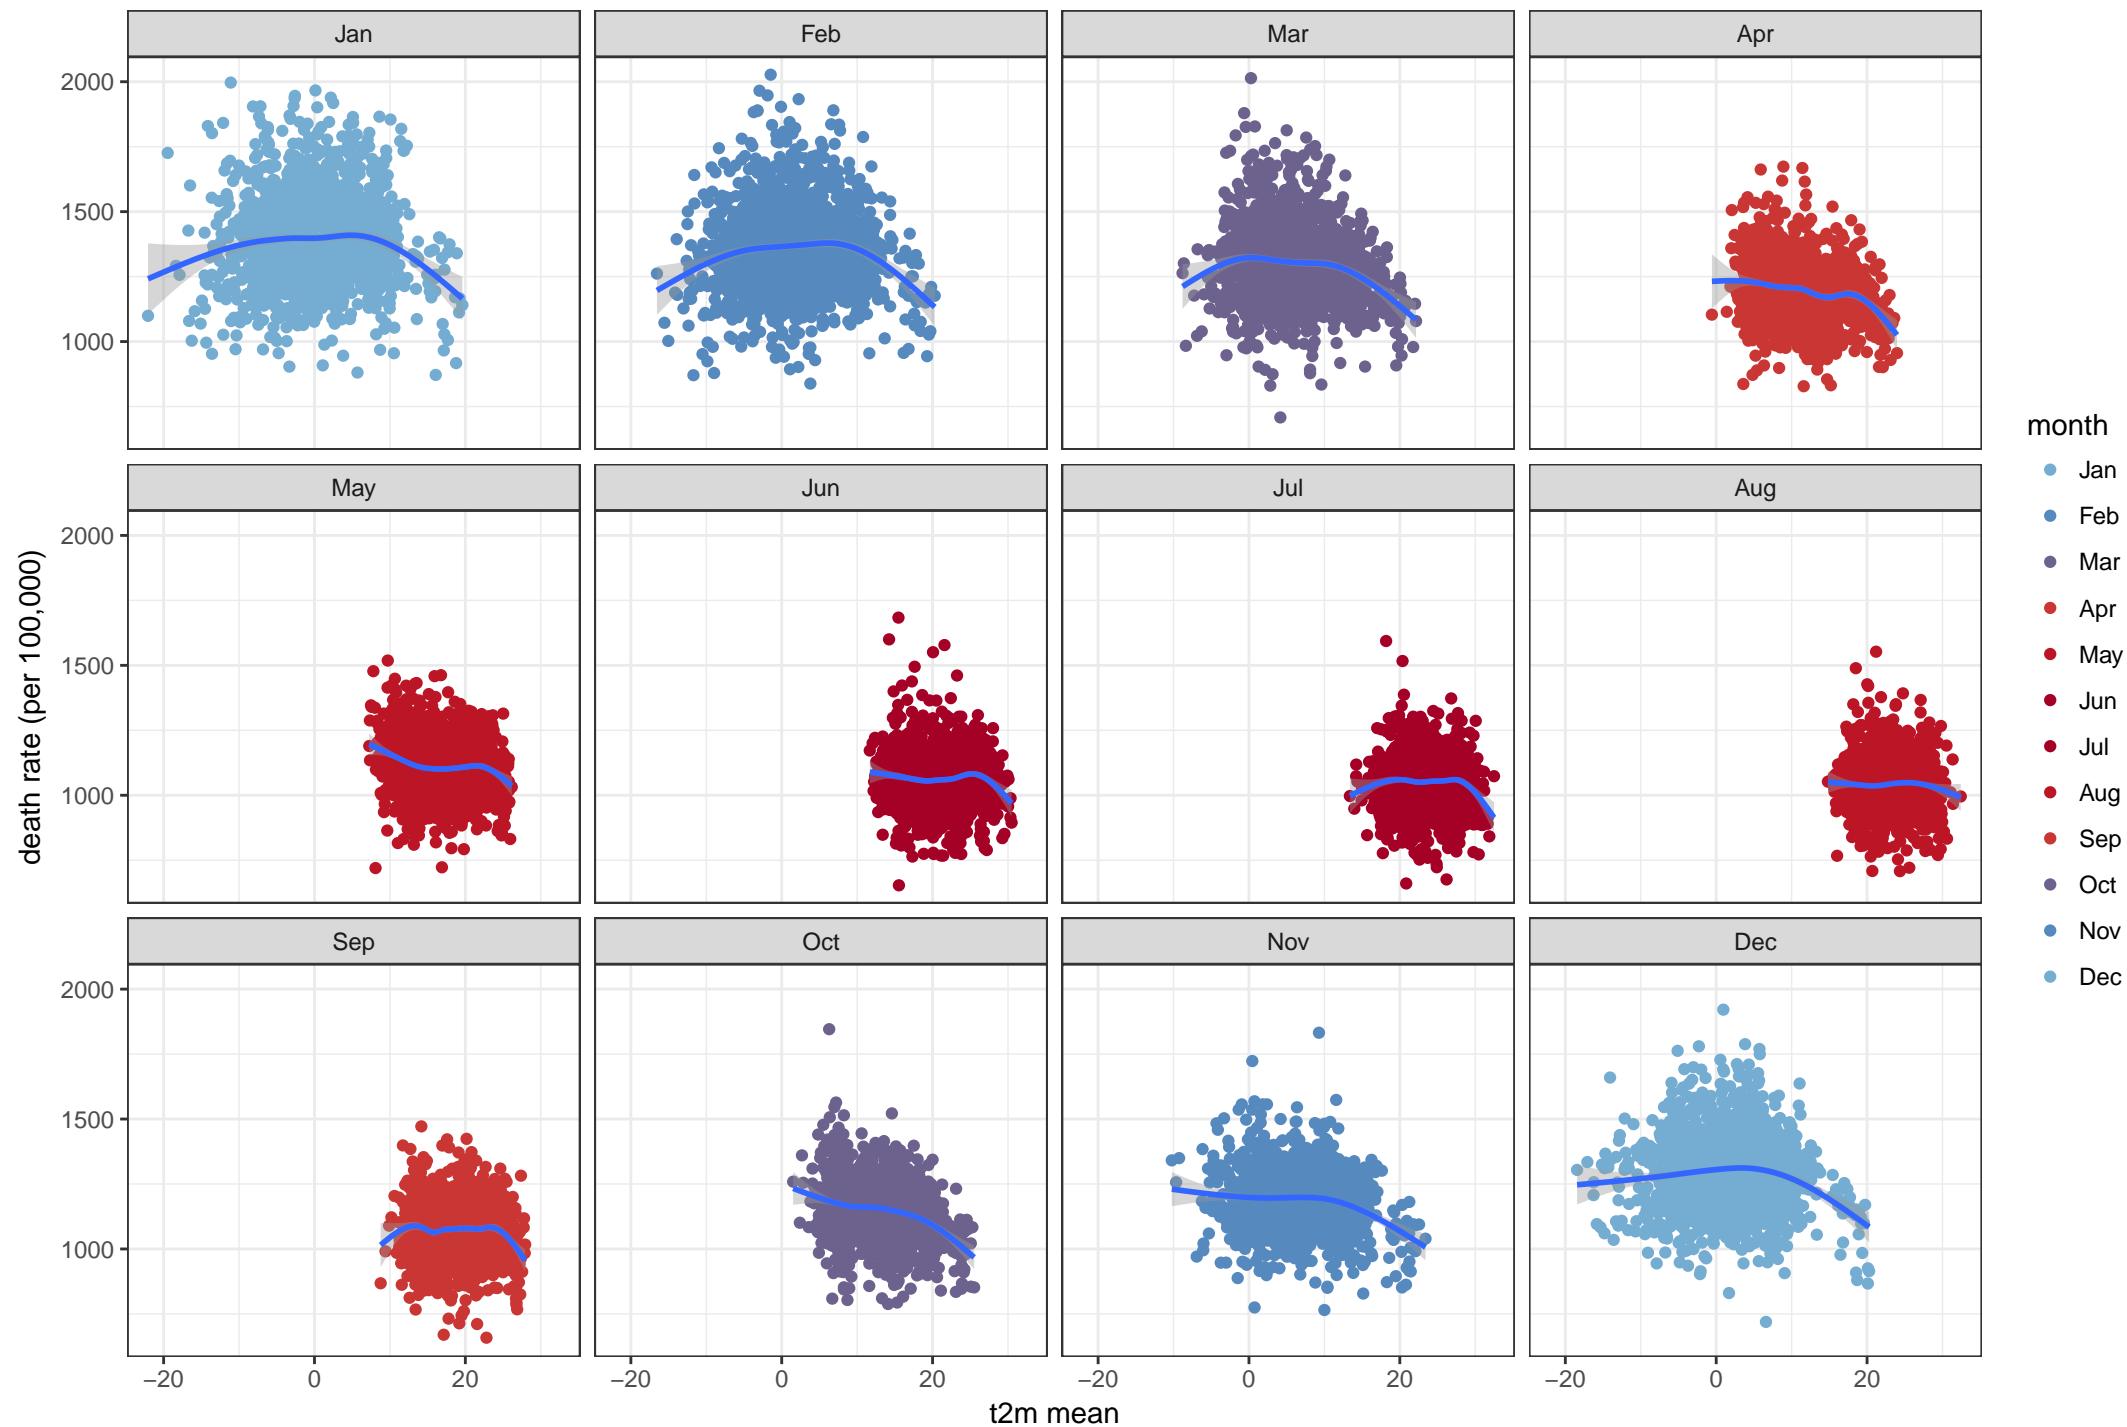 Jan Feb Mar Apr
2000
1500
1000
May Jun Jul Aug
2000
1500
1000
Sep Oct Nov Dec
2000
1500
1000
−20 0 20 −20 0 20 −20 0 20 −20 0 20
t2m mean
death rate (per 100,000)
month
Jan
Feb
Mar
Apr
May
Jun
Jul
Aug
Sep
Oct
Nov
Dec